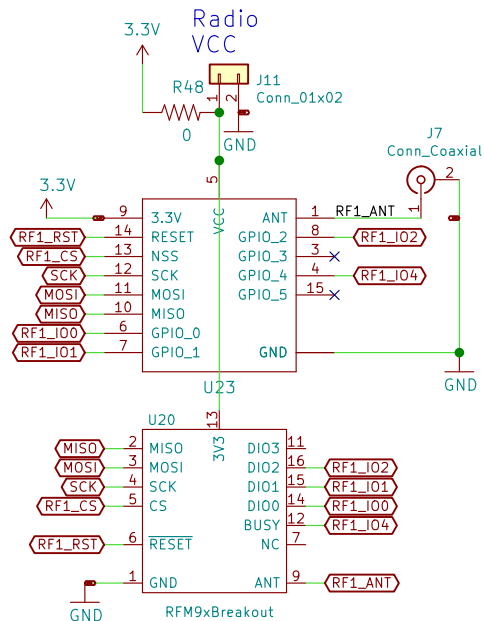 Radio
VCC
3.3V
J11
Conn_01x02
R48
0
1
2
GND
J7
Conn_Coaxial
2
1
5
3.3V
9 3.3V VCC ANT 1 RF1_ANT
RF1_RST 14 RESET GPIO_2 8 RF1_IO2
RF1_CS 13 NSS GPIO_3 3
SCK 12 SCK GPIO_4 4 RF1_IO4
MOSI 11 MOSI GPIO_5 15
MISO 10 MISO
RF1_IO0 6 GPIO_0
RF1_IO1 7 GPIO_1 GND
GND
U23
U20
13
3V3
MISO 2 MISO DIO3 11
MOSI 3 MOSI DIO2 16 RF1_IO2
SCK 4 SCK DIO1 15 RF1_IO1
RF1_CS 5 CS DIO0 14 RF1_IO0
BUSY 12 RF1_IO4
RF1_RST 6 RESET NC 7
1 GND ANT 9 RF1_ANT
GND
RFM9xBreakout